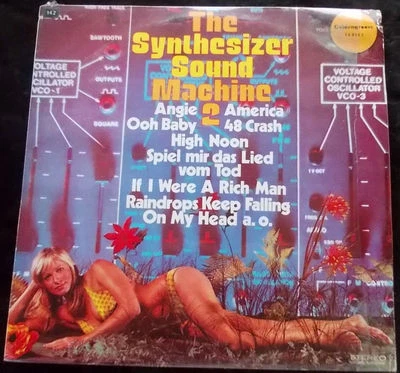 142
The
Synthesizer
Sound
Machine
2
Angie America
Ooh Baby 48 Crash
High Noon
Spiel mir das Lied
vom Tod
If I Were A Rich Man
Raindrops Keep Falling
On My Head a. o.
SAWTOOTH
VOLTAGE
CONTROLLED
OSCILLATOR
VCO-1
OUTPUTS
SQUARE
VOLTAGE
CONTROLLED
OSCILLATOR
VCO-3
STEREO